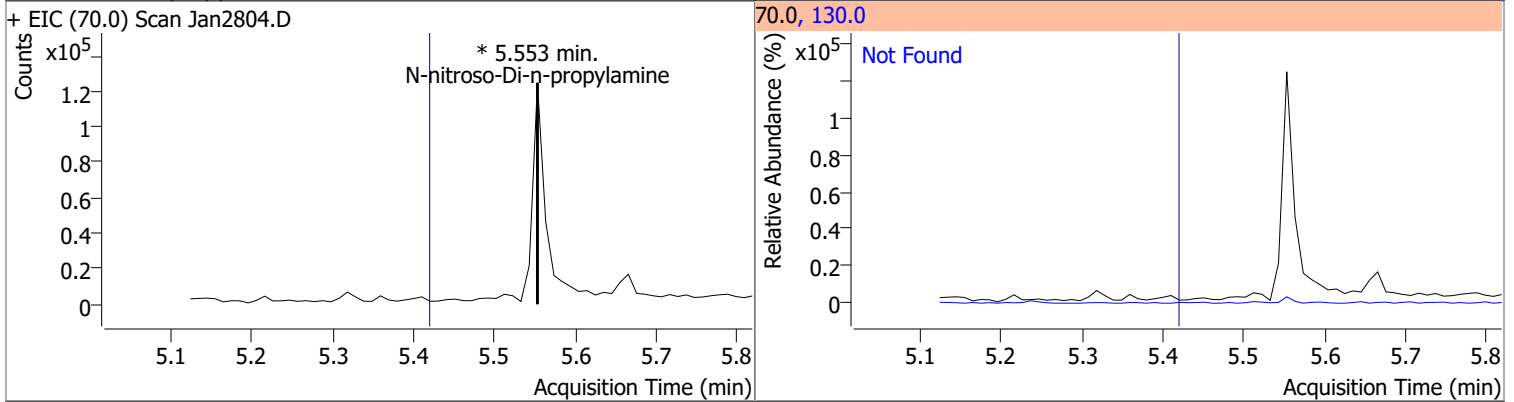 + EIC (70.0) Scan Jan2804.D
Counts
x10⁵
* 5.553 min.
N-nitroso-Di-n-propylamine
1.2
1
0.8
0.6
0.4
0.2
0
5.1 5.2 5.3 5.4 5.5 5.6 5.7 5.8
Acquisition Time (min)
70.0, 130.0
Relative Abundance (%)
x10⁵
Not Found
1
0.8
0.6
0.4
0.2
0
5.1 5.2 5.3 5.4 5.5 5.6 5.7 5.8
Acquisition Time (min)